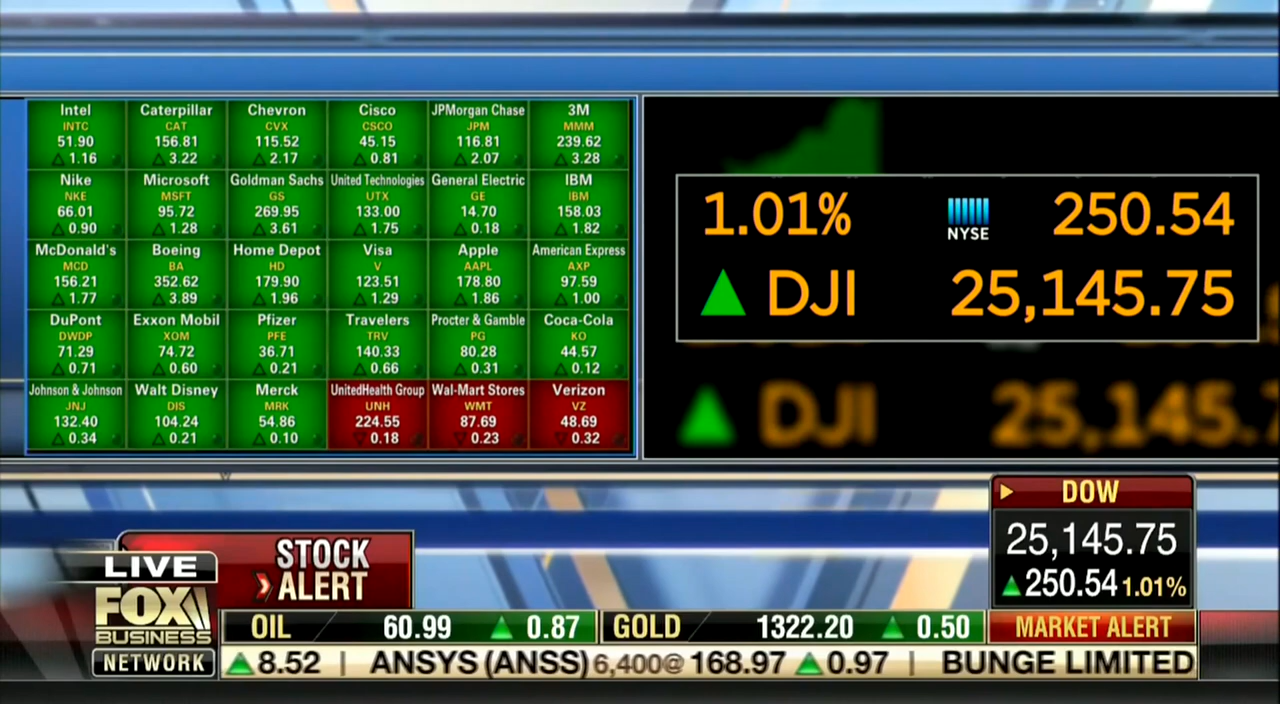 Intel
INTC
51.90
△ 1.16
Caterpillar
CAT
156.81
△ 3.22
Chevron
CVX
115.52
△ 2.17
Cisco
CSCO
45.15
△ 0.81
JPMorgan Chase
JPM
116.81
△ 2.07
3M
MMM
239.62
△ 3.28
Nike
NKE
66.01
△ 0.90
Microsoft
MSFT
95.72
△ 1.28
Goldman Sachs
GS
269.95
△ 3.61
United Technologies
UTX
133.00
△ 1.75
General Electric
GE
14.70
△ 0.18
IBM
IBM
158.03
△ 1.82
McDonald's
MCD
156.21
△ 1.77
Boeing
BA
352.62
△ 3.89
Home Depot
HD
179.90
△ 1.96
Visa
V
123.51
△ 1.29
Apple
AAPL
178.80
△ 1.86
American Express
AXP
97.59
△ 1.00
DuPont
DWDP
71.29
△ 0.71
Exxon Mobil
XOM
74.72
△ 0.60
Pfizer
PFE
36.71
△ 0.21
Travelers
TRV
140.33
△ 0.66
Procter & Gamble
PG
80.28
△ 0.31
Coca-Cola
KO
44.57
△ 0.12
Johnson & Johnson
JNJ
132.40
△ 0.34
Walt Disney
DIS
104.24
△ 0.21
Merck
MRK
54.86
△ 0.10
UnitedHealth Group
UNH
224.55
▽ 0.18
Wal-Mart Stores
WMT
87.69
▽ 0.23
Verizon
VZ
48.69
▽ 0.32
1.01% NYSE 250.54
▲ DJI 25,145.75
▲ DJI 25,145.7
DOW
25,145.75
▲250.54 1.01%
MARKET ALERT
STOCK
ALERT
LIVE
FOX
BUSINESS
NETWORK
OIL 60.99 ▲ 0.87 GOLD 1322.20 ▲ 0.50
▲8.52 | ANSYS (ANSS) 6,400@ 168.97 ▲0.97 | BUNGE LIMITED